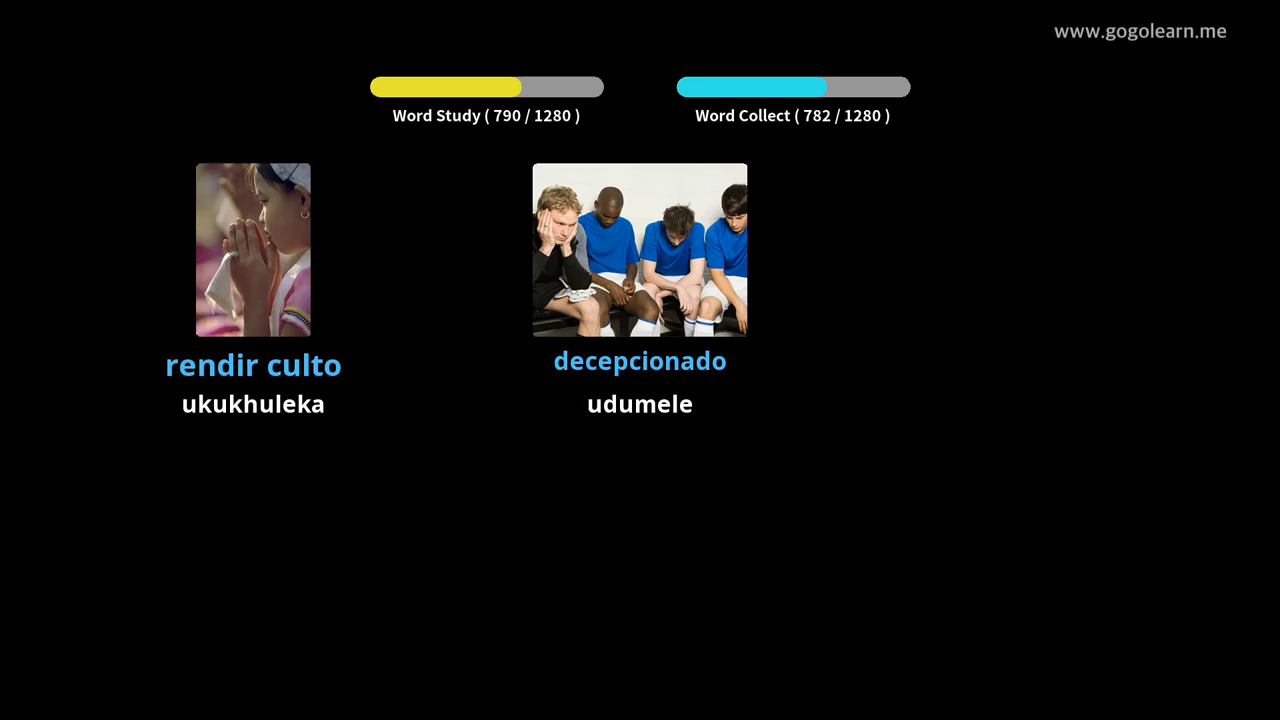 www.gogolearn.me
Word Study ( 790 / 1280 )
Word Collect ( 782 / 1280 )
rendir culto
ukukhuleka
decepcionado
udumele